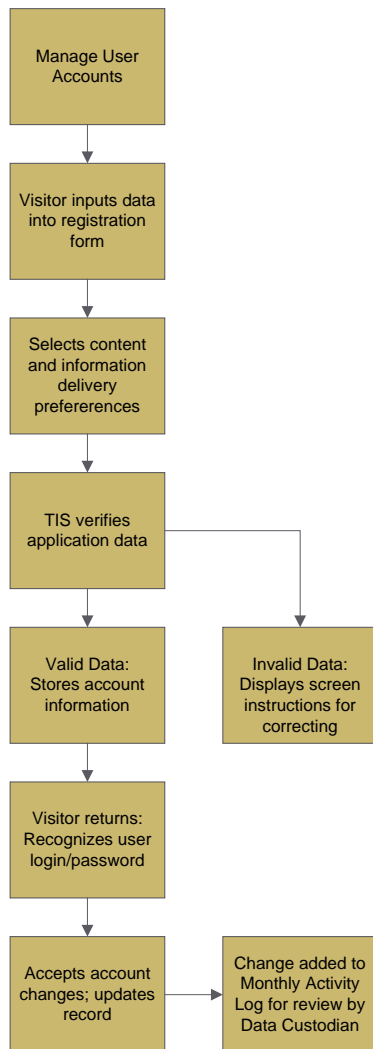 Manage User
Accounts
Visitor inputs data
into registration
form
Selects content
and information
delivery
prefererences
TIS verifies
application data
Valid Data:
Stores account
information
Invalid Data:
Displays screen
instructions for
correcting
Visitor returns:
Recognizes user
login/password
Accepts account
changes; updates
record
Change added to
Monthly Activity
Log for review by
Data Custodian